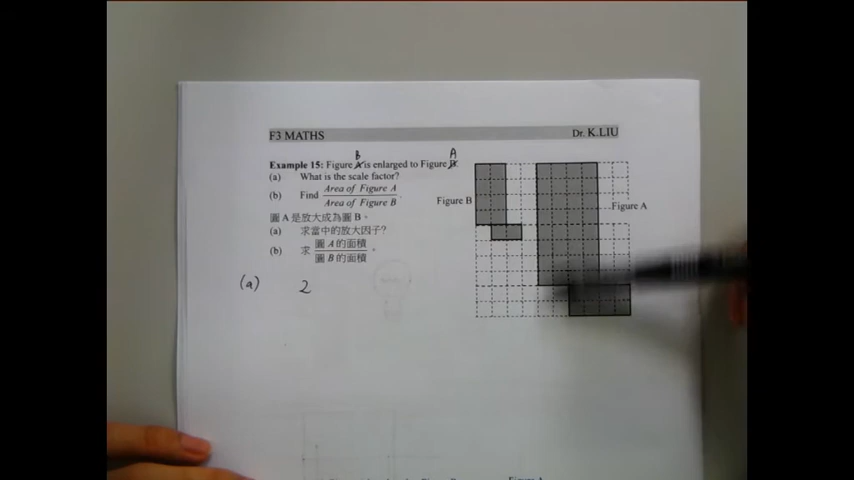 F3 MATHS Dr. K.LIU
B A
Example 15: Figure A is enlarged to Figure B.
(a) What is the scale factor?
(b) Find Area of Figure A / Area of Figure B.
圖 A 是放大成為圖 B。
(a) 求當中的放大因子?
(b) 求 圖 A 的面積 / 圖 B 的面積。
Figure B
Figure A
(a) 2
Figure A